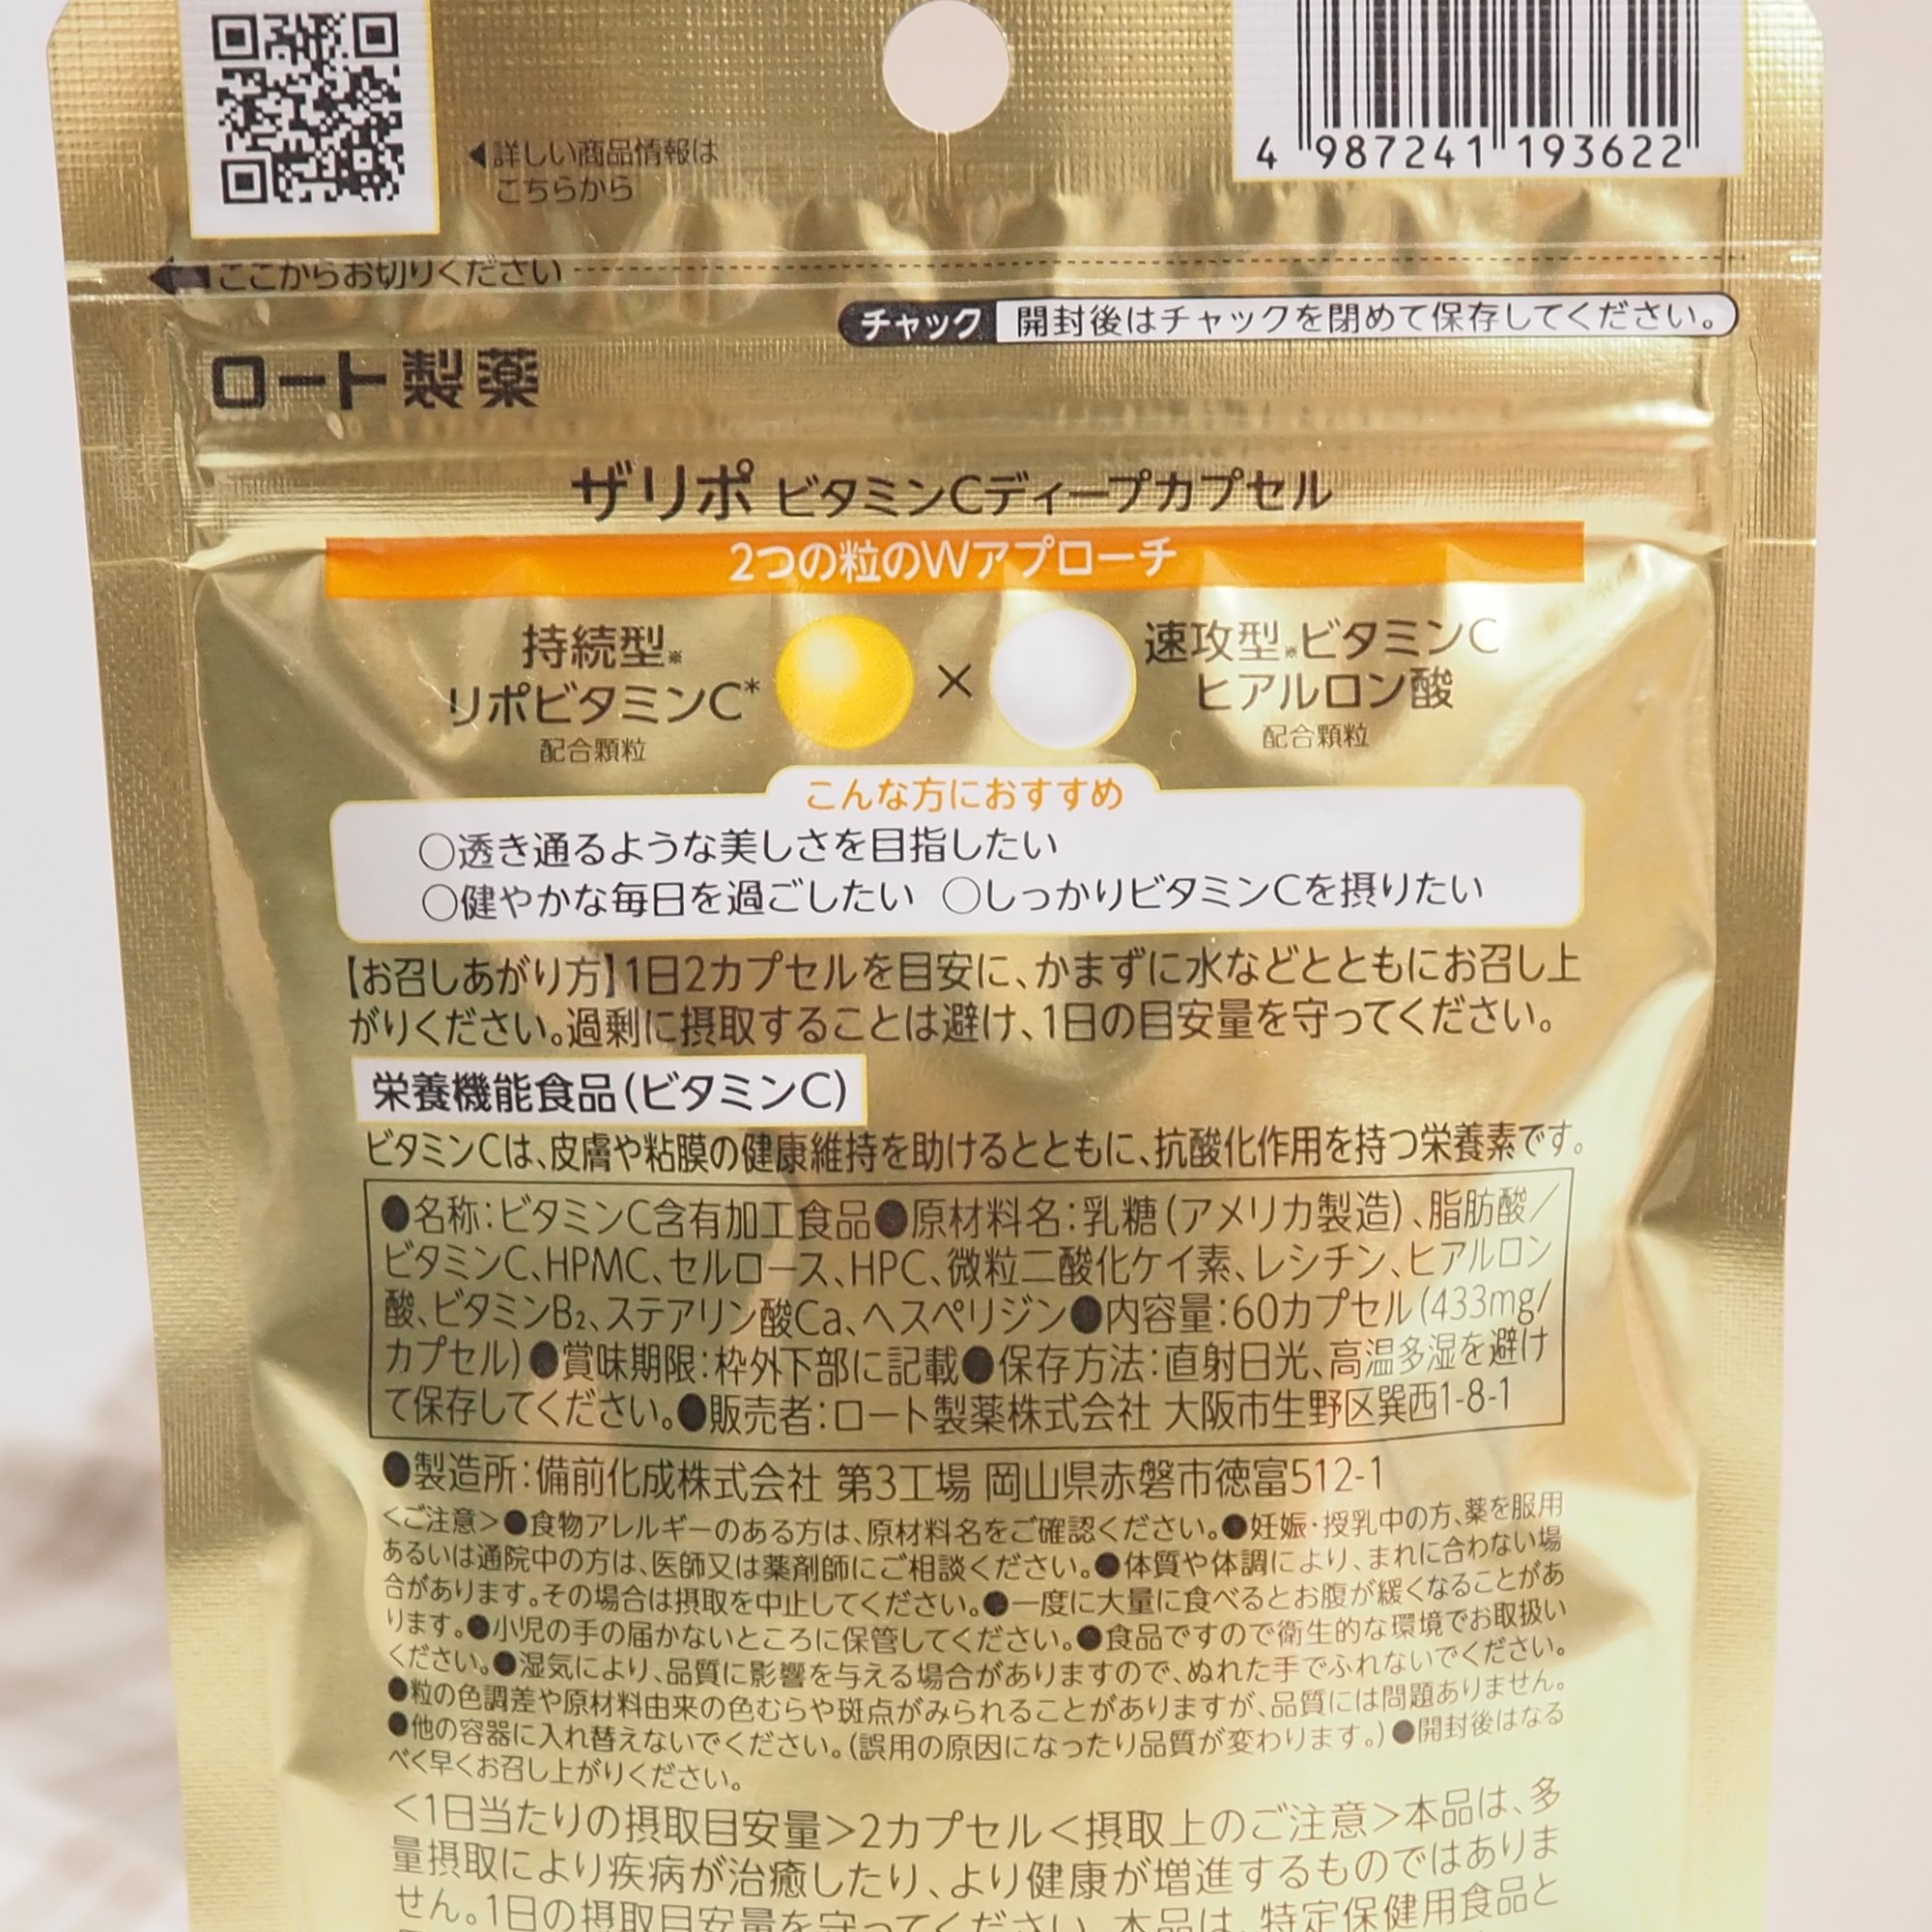 ◀詳しい商品情報は
こちらから
4 987241 193622
ここからお切りください
チャック 開封後はチャックを閉めて保存してください。
ロート製薬
ザリポ ビタミンCディープカプセル
2つの粒のWアプローチ
持続型※
リポビタミンC*
配合顆粒
×
速攻型※ビタミンC
ヒアルロン酸
配合顆粒
こんな方におすすめ
○透き通るような美しさを目指したい
○健やかな毎日を過ごしたい ○しっかりビタミンCを摂りたい
【お召しあがり方】1日2カプセルを目安に、かまずに水などとともにお召し上
がりください。過剰に摂取することは避け、1日の目安量を守ってください。
栄養機能食品(ビタミンC)
ビタミンCは、皮膚や粘膜の健康維持を助けるとともに、抗酸化作用を持つ栄養素です。
●名称:ビタミンC含有加工食品●原材料名:乳糖(アメリカ製造)、脂肪酸/
ビタミンC、HPMC、セルロース、HPC、微粒二酸化ケイ素、レシチン、ヒアルロン
酸、ビタミンB₂、ステアリン酸Ca、ヘスペリジン●内容量:60カプセル(433mg/
カプセル)●賞味期限:枠外下部に記載●保存方法:直射日光、高温多湿を避け
て保存してください。●販売者:ロート製薬株式会社 大阪市生野区巽西1-8-1
●製造所:備前化成株式会社 第3工場 岡山県赤磐市徳富512-1
<ご注意>●食物アレルギーのある方は、原材料名をご確認ください。●妊娠・授乳中の方、薬を服用
あるいは通院中の方は、医師又は薬剤師にご相談ください。●体質や体調により、まれに合わない場
合があります。その場合は摂取を中止してください。●一度に大量に食べるとお腹が緩くなることがあ
ります。●小児の手の届かないところに保管してください。●食品ですので衛生的な環境でお取扱い
ください。●湿気により、品質に影響を与える場合がありますので、ぬれた手でふれないでください。
●粒の色調差や原材料由来の色むらや斑点がみられることがありますが、品質には問題ありません。
●他の容器に入れ替えないでください。(誤用の原因になったり品質が変わります。)●開封後はなる
べく早くお召し上がりください。
<1日当たりの摂取目安量>2カプセル<摂取上のご注意>本品は、多
量摂取により疾病が治癒したり、より健康が増進するものではありま
せん。1日の摂取目安量を守ってください。本品は、特定保健用食品と